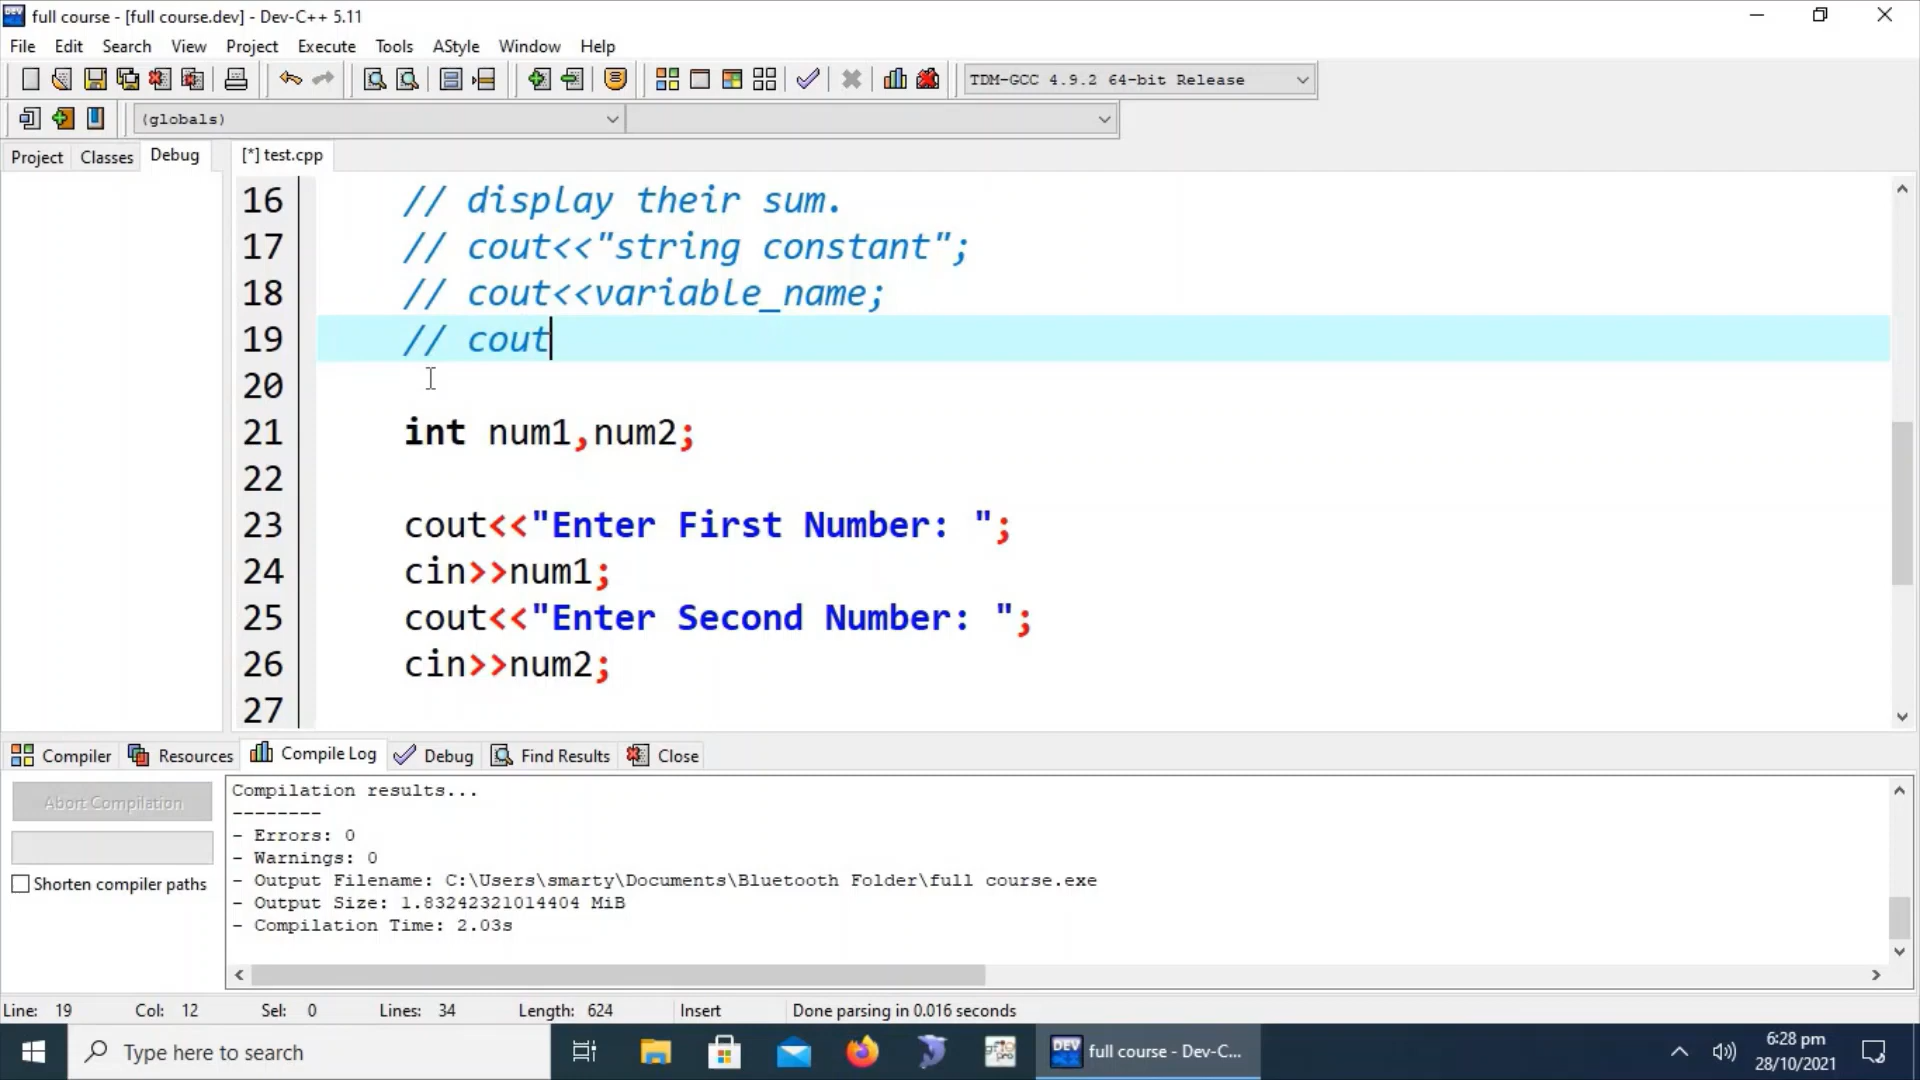 full course - [full course.dev] - Dev-C++ 5.11
File Edit Search View Project Execute Tools AStyle Window Help
TDM-GCC 4.9.2 64-bit Release
(globals)
Project Classes Debug [*] test.cpp
16 // display their sum.
17 // cout<<"string constant";
18 // cout<<variable_name;
19 // cout
20
21 int num1,num2;
22
23 cout<<"Enter First Number: ";
24 cin>>num1;
25 cout<<"Enter Second Number: ";
26 cin>>num2;
27
Compiler Resources Compile Log Debug Find Results Close
Abort Compilation
Shorten compiler paths
Compilation results...
--------
- Errors: 0
- Warnings: 0
- Output Filename: C:\Users\smarty\Documents\Bluetooth Folder\full course.exe
- Output Size: 1.83242321014404 MiB
- Compilation Time: 2.03s
Line: 19 Col: 12 Sel: 0 Lines: 34 Length: 624 Insert Done parsing in 0.016 seconds
Type here to search
DEV full course - Dev-C...
6:28 pm
28/10/2021